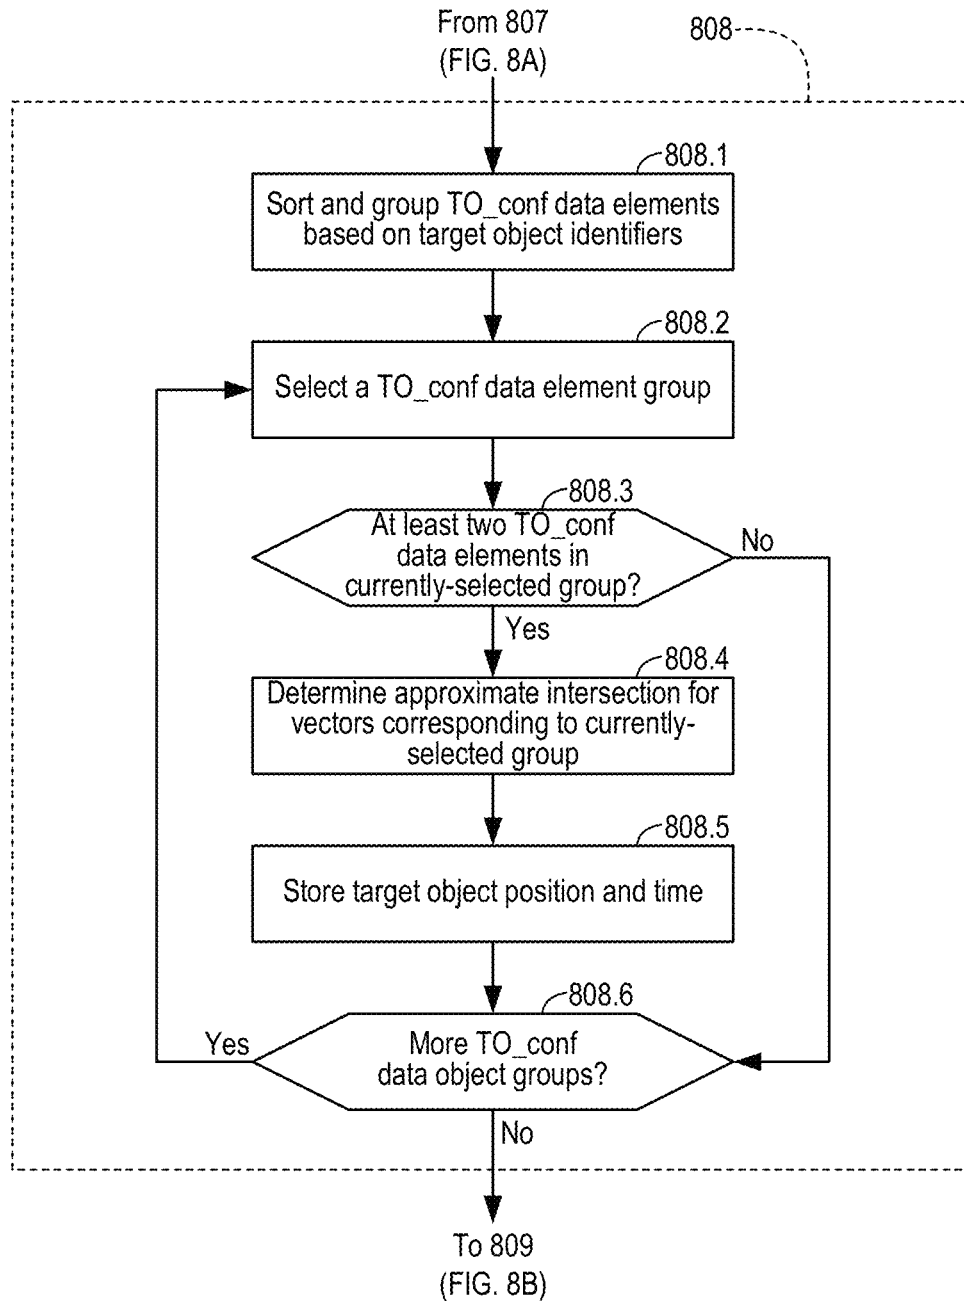 From 807
(FIG. 8A)
808
808.1
Sort and group TO_conf data elements
based on target object identifiers
808.2
Select a TO_conf data element group
808.3
At least two TO_conf
data elements in
currently-selected group?
No
Yes
808.4
Determine approximate intersection for
vectors corresponding to currently-
selected group
808.5
Store target object position and time
808.6
Yes
More TO_conf
data object groups?
No
To 809
(FIG. 8B)